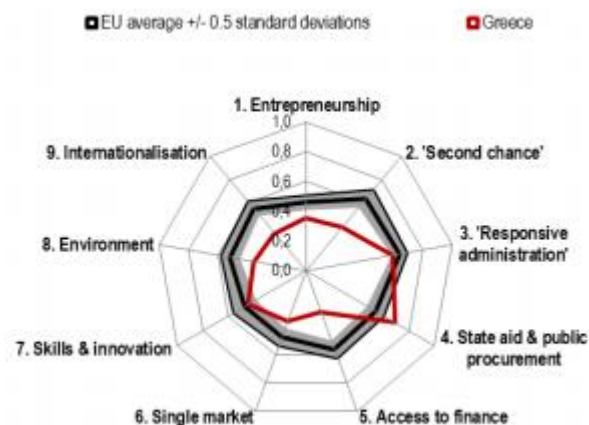 EU average +/- 0.5 standard deviations
Greece
1. Entrepreneurship
1,0
0,8
0,6
0,4
0,2
0,0
2. 'Second chance'
3. 'Responsive
administration'
4. State aid & public
procurement
5. Access to finance
6. Single market
7. Skills & innovation
8. Environment
9. Internationalisation